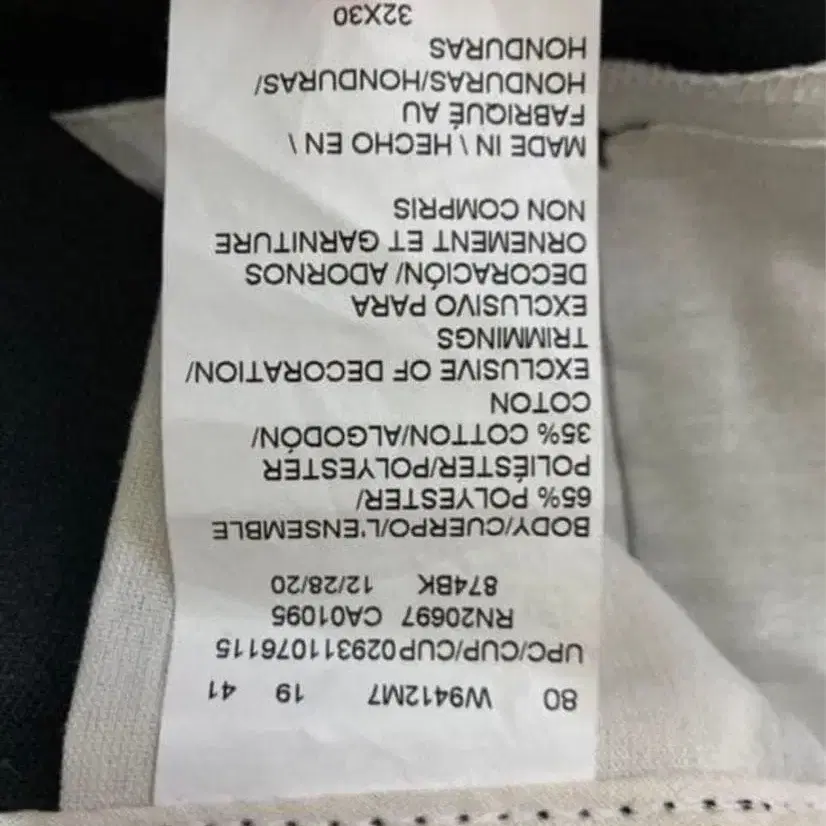 80 W9412M7 19 41
UPC/CUP/CUP029311076115
RN20697 CA01095
874BK 12/28/20
BODY/CUERPO/L'ENSEMBLE
65% POLYESTER/
POLIÉSTER/POLYESTER
35% COTTON/ALGODÓN/
COTON
EXCLUSIVE OF DECORATION/
TRIMMINGS
EXCLUSIVO PARA
DECORACIÓN/ ADORNOS
ORNEMENT ET GARNITURE
NON COMPRIS
MADE IN \ HECHO EN \
FABRIQUÉ AU
HONDURAS/HONDURAS/
HONDURAS
32X30